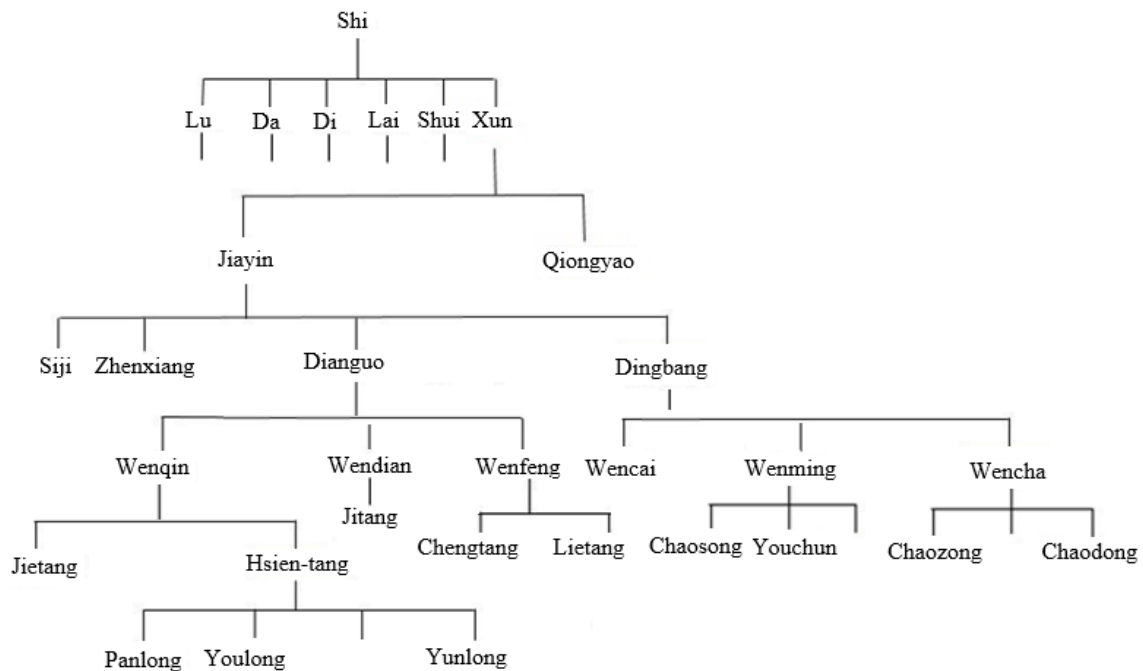 Shi
Lu Da Di Lai Shui Xun
Jiayin Qiongyao
Siji Zhenxiang Dianguo Dingbang
Wenqin Wendian Wenfeng Wencai Wenming Wencha
Jitang
Chengtang Lietang Chaosong Youchun Chaozong Chaodong
Jietang Hsien-tang
Panlong Youlong Yunlong